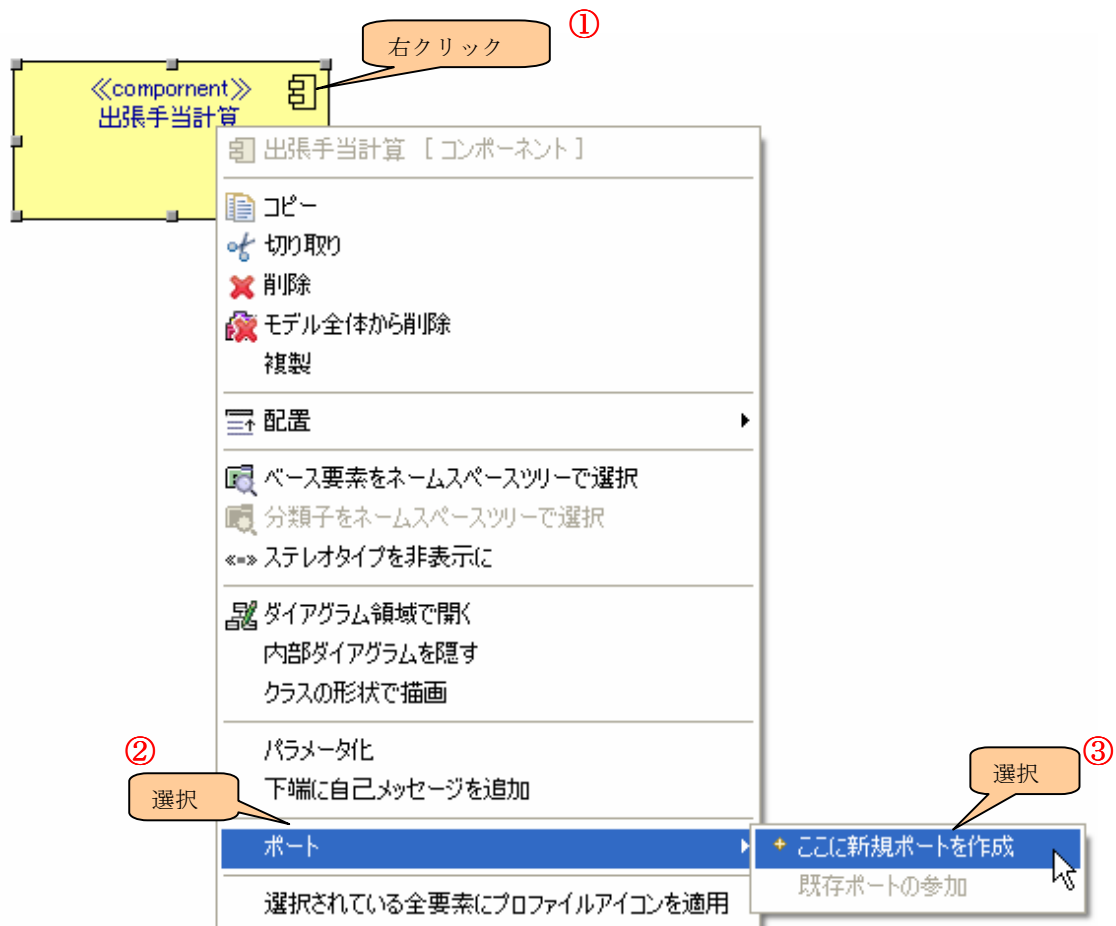 ①
右クリック
≪compornent≫
出張手当計算
出張手当計算 [ コンポーネント ]
コピー
切り取り
削除
モデル全体から削除
複製
配置
ベース要素をネームスペースツリーで選択
分類子をネームスペースツリーで選択
«=» ステレオタイプを非表示に
ダイアグラム領域で開く
内部ダイアグラムを隠す
クラスの形状で描画
パラメータ化
下端に自己メッセージを追加
②
選択
ポート
③
選択
ここに新規ポートを作成
既存ポートの参加
選択されている全要素にプロファイルアイコンを適用